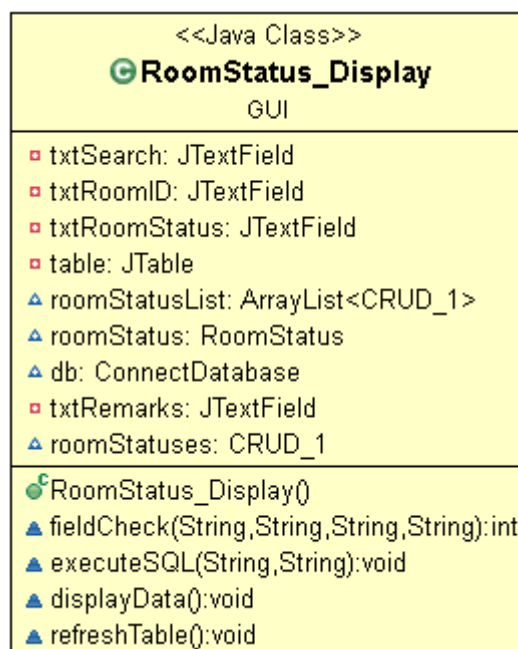 <<Java Class>>
RoomStatus_Display
GUI
txtSearch: JTextField
txtRoomID: JTextField
txtRoomStatus: JTextField
table: JTable
roomStatusList: ArrayList<CRUD_1>
roomStatus: RoomStatus
db: ConnectDatabase
txtRemarks: JTextField
roomStatuses: CRUD_1
RoomStatus_Display()
fieldCheck(String,String,String,String):int
executeSQL(String,String):void
displayData():void
refreshTable():void